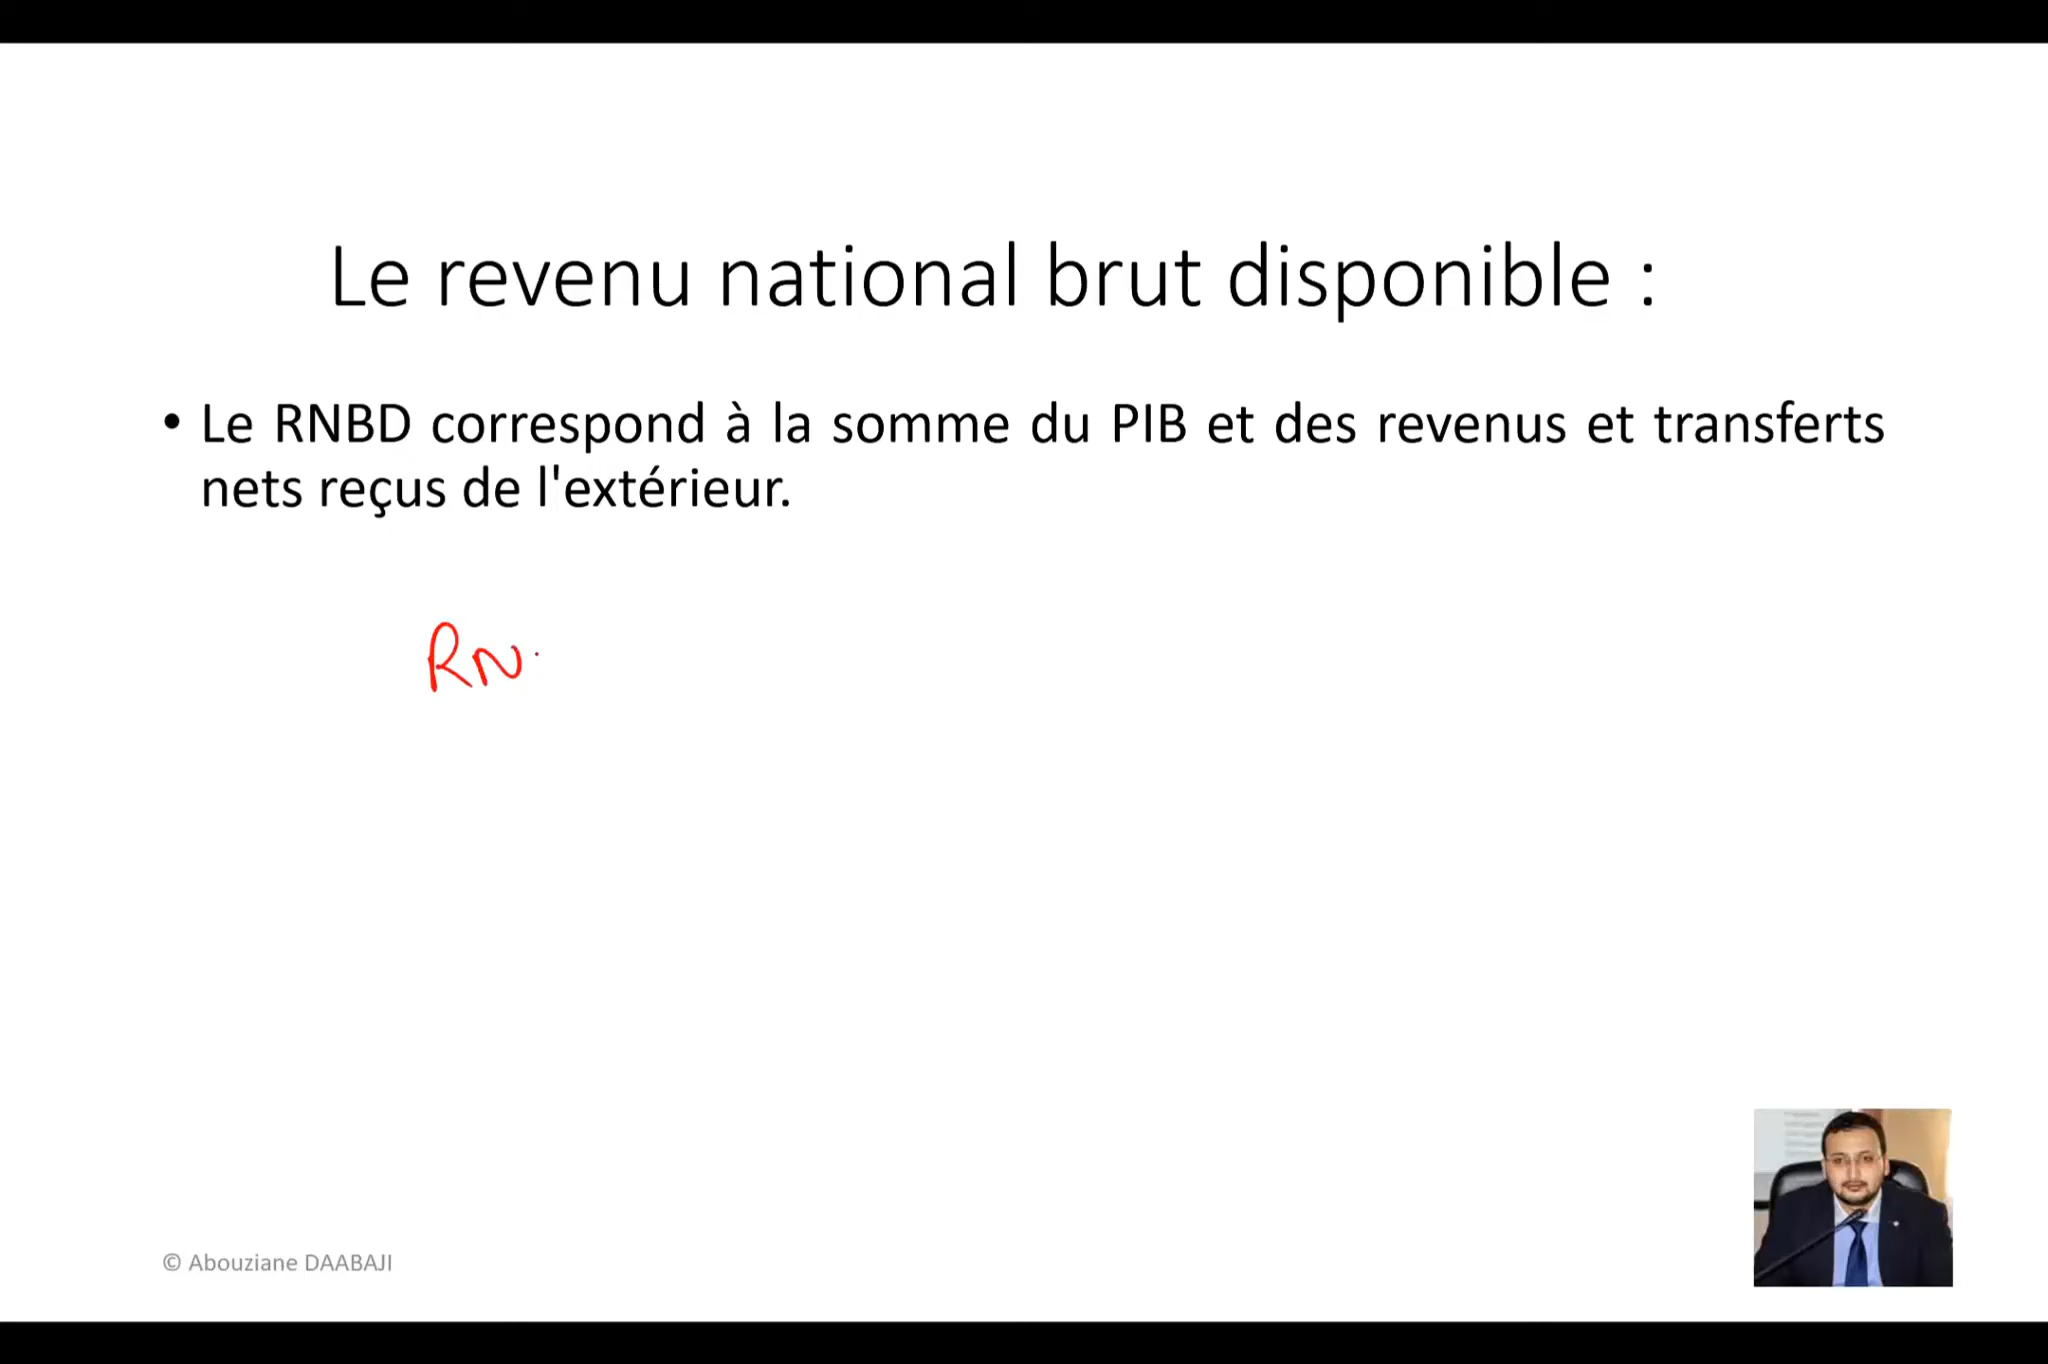 Le revenu national brut disponible :
• Le RNBD correspond à la somme du PIB et des revenus et transferts
nets reçus de l'extérieur.
RN
© Abouziane DAABAJI